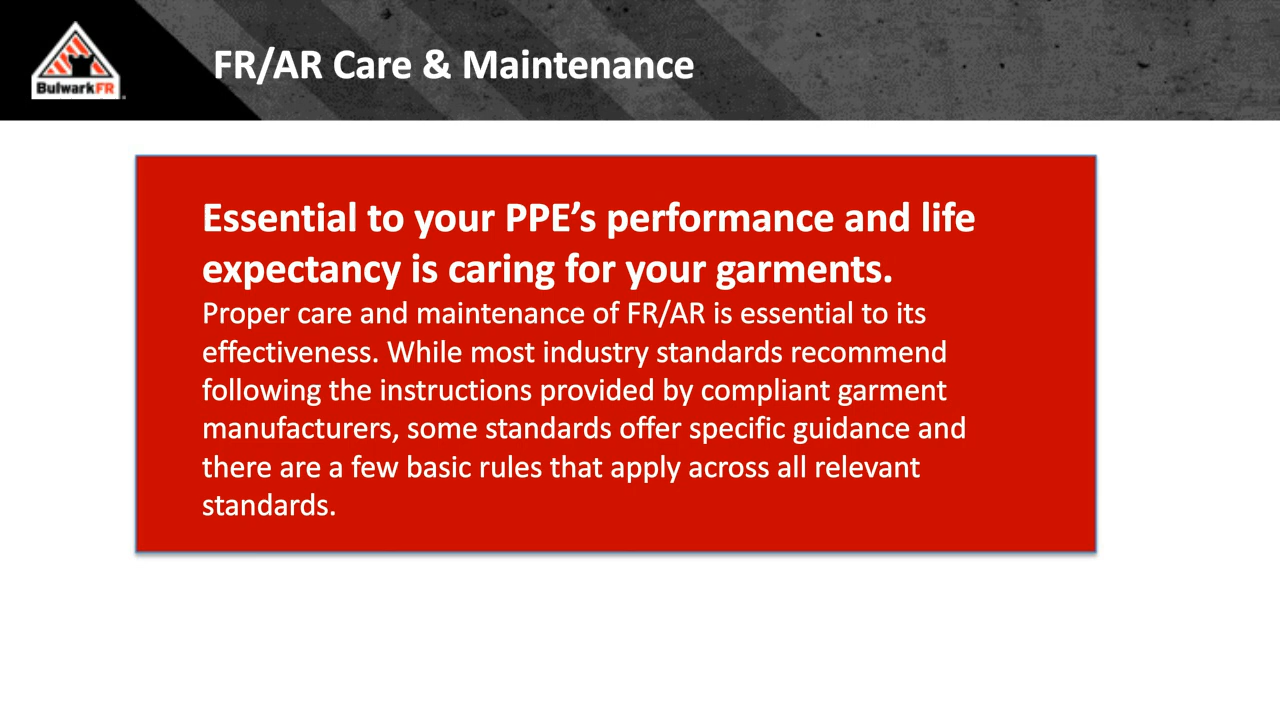 BulwarkFR
FR/AR Care & Maintenance
Essential to your PPE’s performance and life
expectancy is caring for your garments.
Proper care and maintenance of FR/AR is essential to its
effectiveness. While most industry standards recommend
following the instructions provided by compliant garment
manufacturers, some standards offer specific guidance and
there are a few basic rules that apply across all relevant
standards.